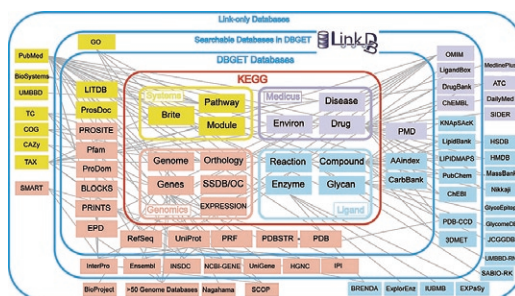 Link-only Databases
Searchable Databases in DBGET
LinkDB
DBGET Databases
KEGG
GO
PubMed
BioSystems
UMBBD
TC
COG
CAZy
TAX
SMART
LITDB
ProsDoc
PROSITE
Pfam
ProDom
BLOCKS
PRINTS
EPD
Systems
Pathway
Brite
Module
Medicus
Disease
Environ
Drug
Genome
Orthology
Genes
SSDB/OC
EXPRESSION
Genomics
Reaction
Compound
Enzyme
Glycan
Ligand
PMD
AAindex
CarbBank
OMIM
LigandBox
DrugBank
ChEMBL
KNApSAcK
LipidBank
LIPIDMAPS
PubChem
ChEBI
PDB-CCD
3DMET
MedlinePlus
ATC
DailyMed
SIDER
HSDB
HMDB
MassBank
Nikkaji
GlycoEpitope
GlycomeDB
JCGGDB
UMBBD-RN
SABIO-RK
RefSeq
UniProt
PRF
PDBSTR
PDB
InterPro
Ensembl
INSDC
NCBI-GENE
UniGene
HGNC
IPI
BioProject
>50 Genome Databases
Nagahama
SCOP
BRENDA
ExplorEnz
IUBMB
EXPaSy